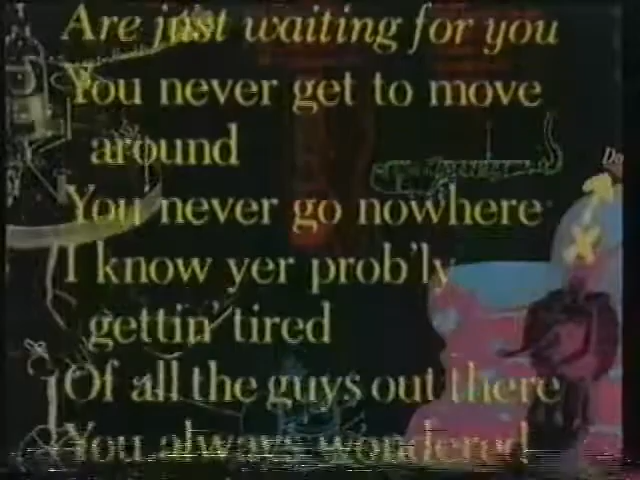 Are just waiting for you
You never get to move
around
Do
You never go nowhere
I know yer prob'ly
gettin' tired
Of all the guys out there
You always wondered